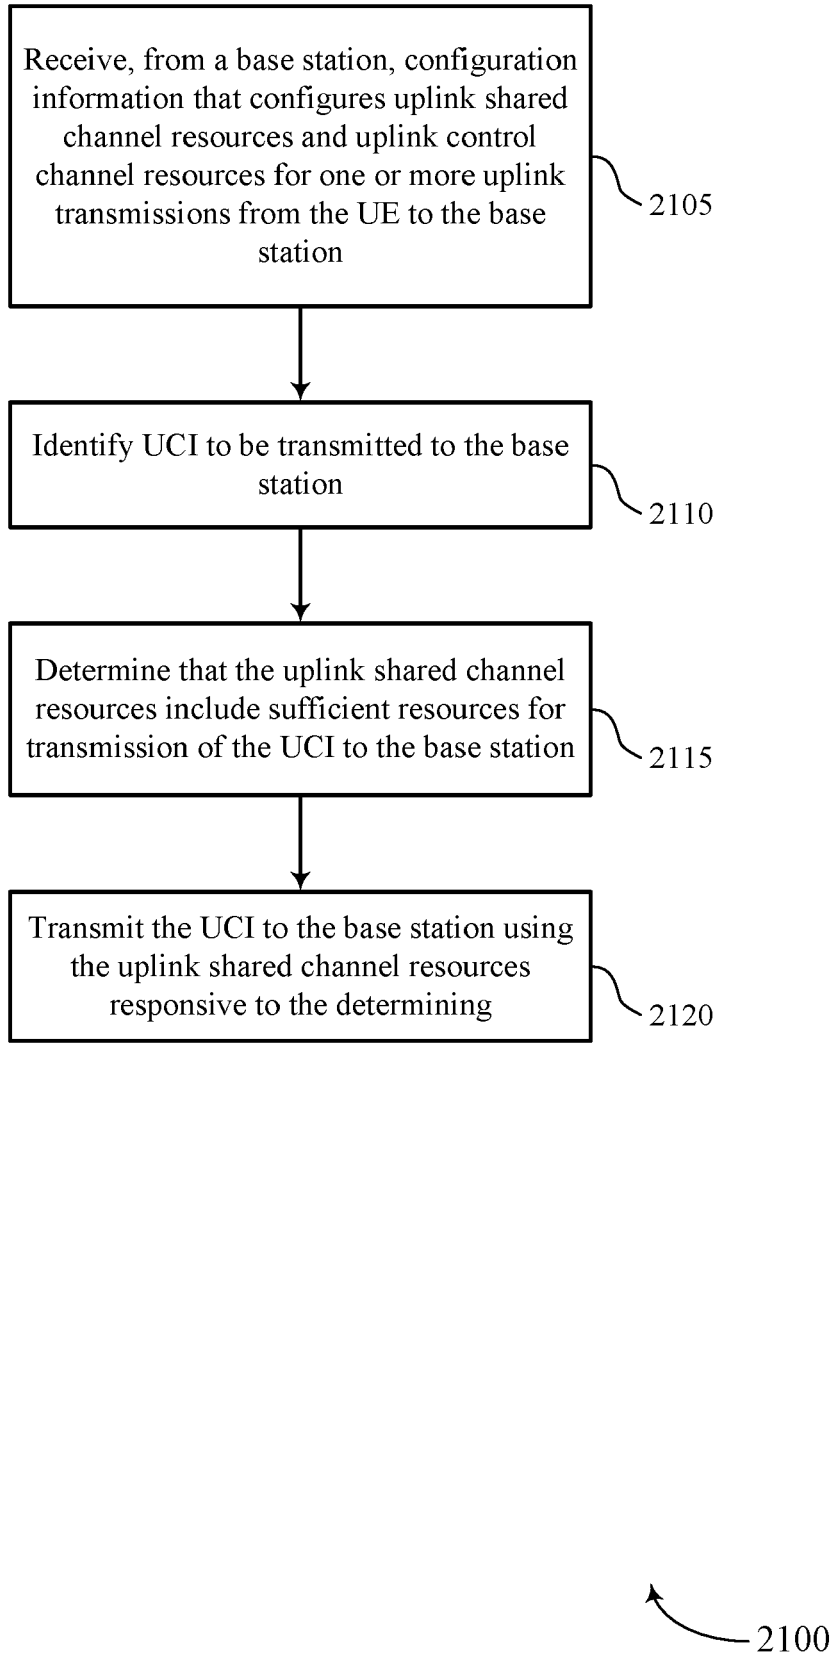 Receive, from a base station, configuration
information that configures uplink shared
channel resources and uplink control
channel resources for one or more uplink
transmissions from the UE to the base
station
2105
Identify UCI to be transmitted to the base
station
2110
Determine that the uplink shared channel
resources include sufficient resources for
transmission of the UCI to the base station
2115
Transmit the UCI to the base station using
the uplink shared channel resources
responsive to the determining
2120
2100